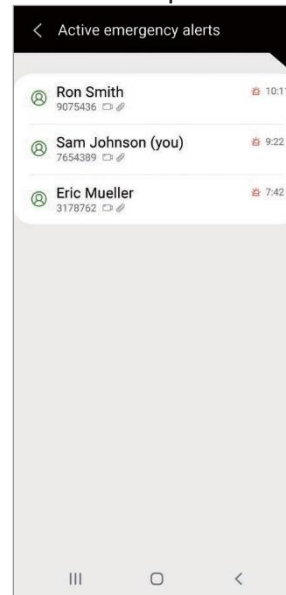 Active emergency alerts
Ron Smith
9075436
Sam Johnson (you)
9:22
7654389
Eric Mueller
7:42
3178762